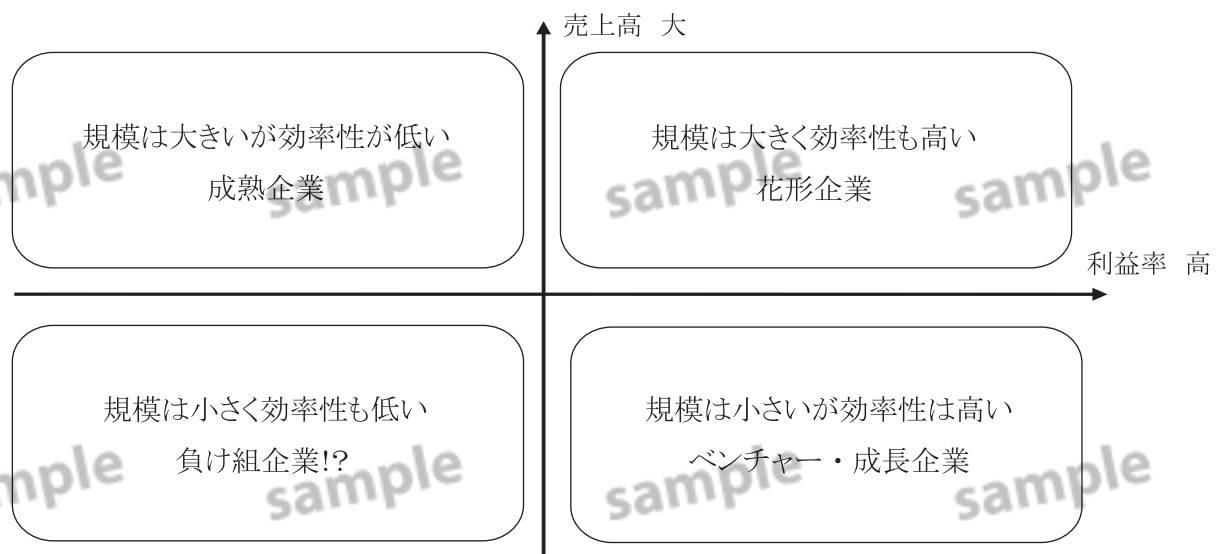 売上高 大
規模は大きいが効率性が低い
成熟企業
規模は大きく効率性も高い
花形企業
sample
sample
sample
sample
利益率 高
規模は小さく効率性も低い
負け組企業!?
規模は小さいが効率性は高い
ベンチャー・成長企業
sample
sample
sample
sample